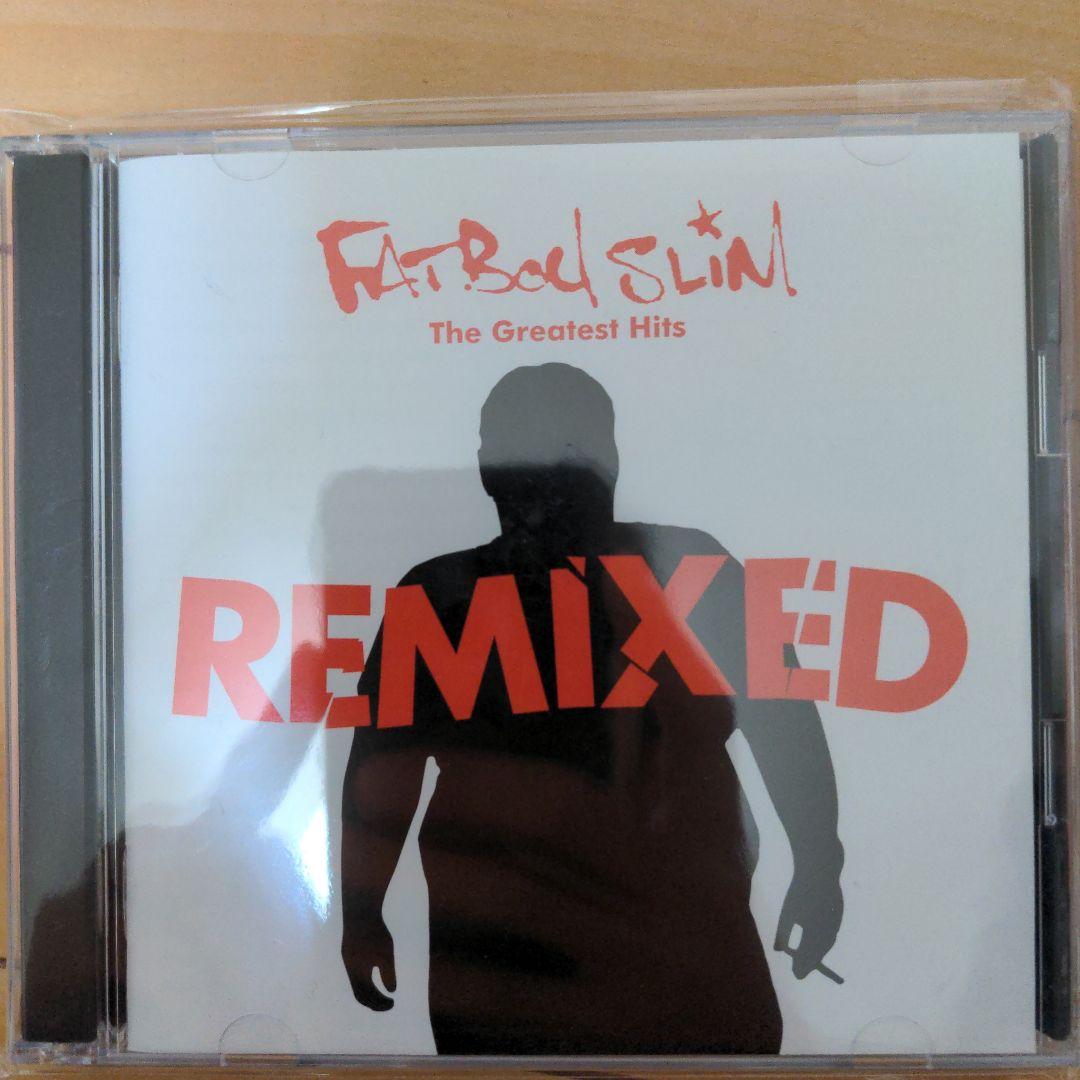 FATBOY SLIM
The Greatest Hits
REMIXED